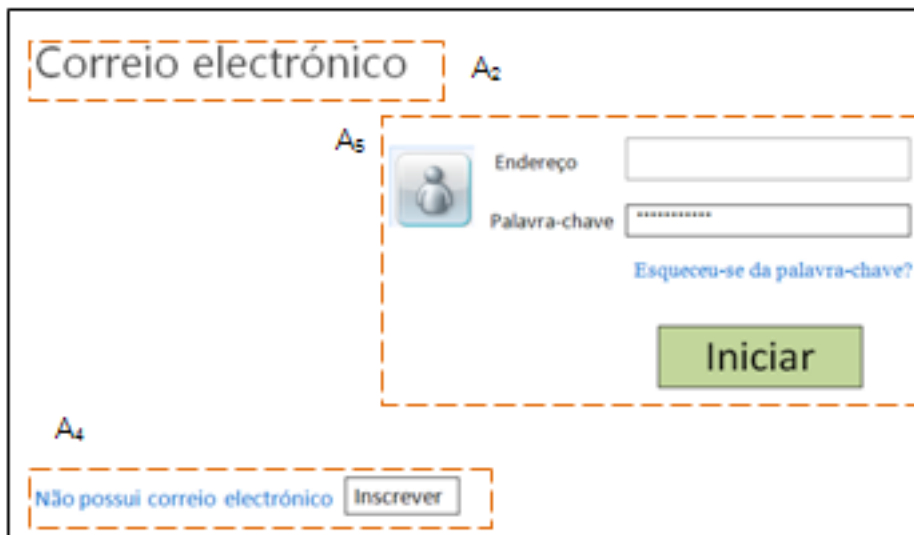 Correio electrónico
A₂
A₅
Endereço
Palavra-chave ***********
Esqueceu-se da palavra-chave?
Iniciar
A₄
Não possui correio electrónico Inscrever